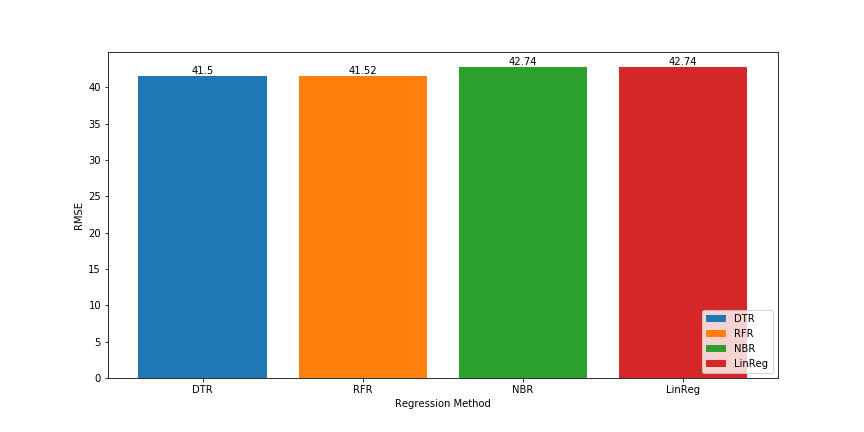 41.5
41.52
42.74
42.74
40
35
30
25
20
15
10
5
0
RMSE
DTR
RFR
NBR
LinReg
DTR
RFR
NBR
LinReg
Regression Method